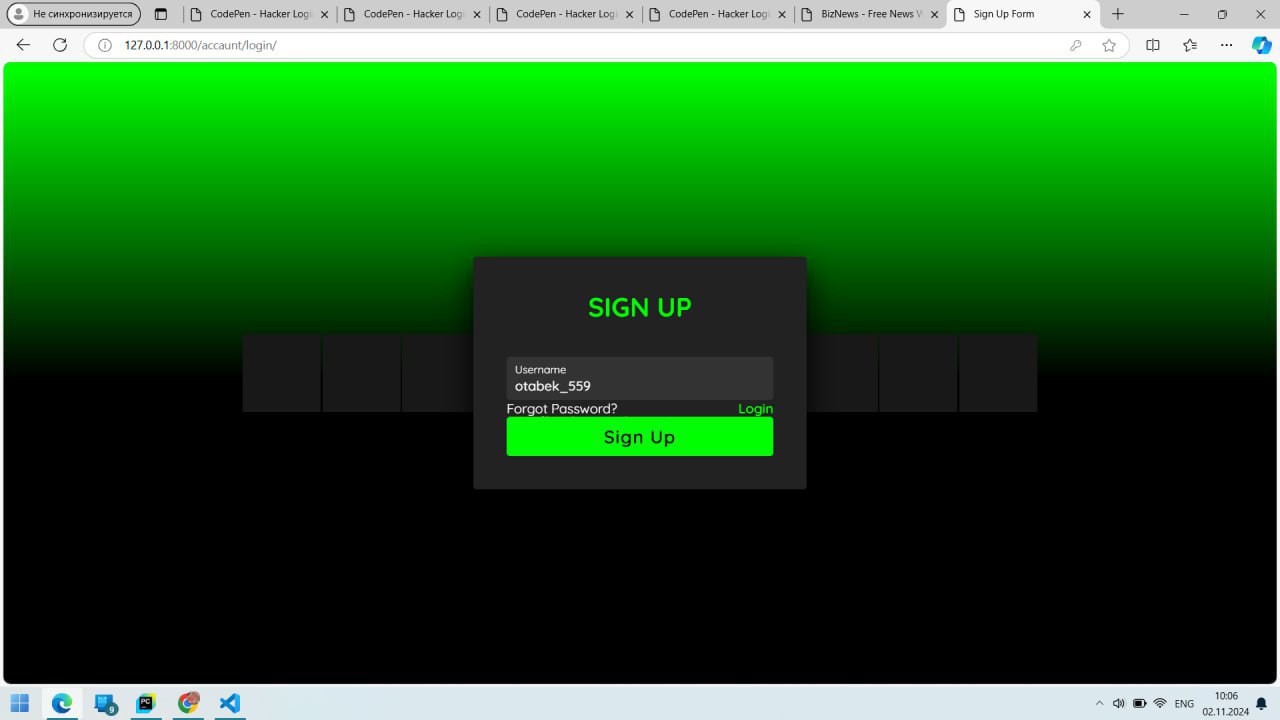 Не синхронизируется
CodePen - Hacker Logi
CodePen - Hacker Logi
CodePen - Hacker Logi
CodePen - Hacker Logi
BizNews - Free News W
Sign Up Form
127.0.0.1:8000/accaunt/login/
SIGN UP
Username
otabek_559
Forgot Password?
Login
Sign Up
9
PC
ENG
10:06
02.11.2024